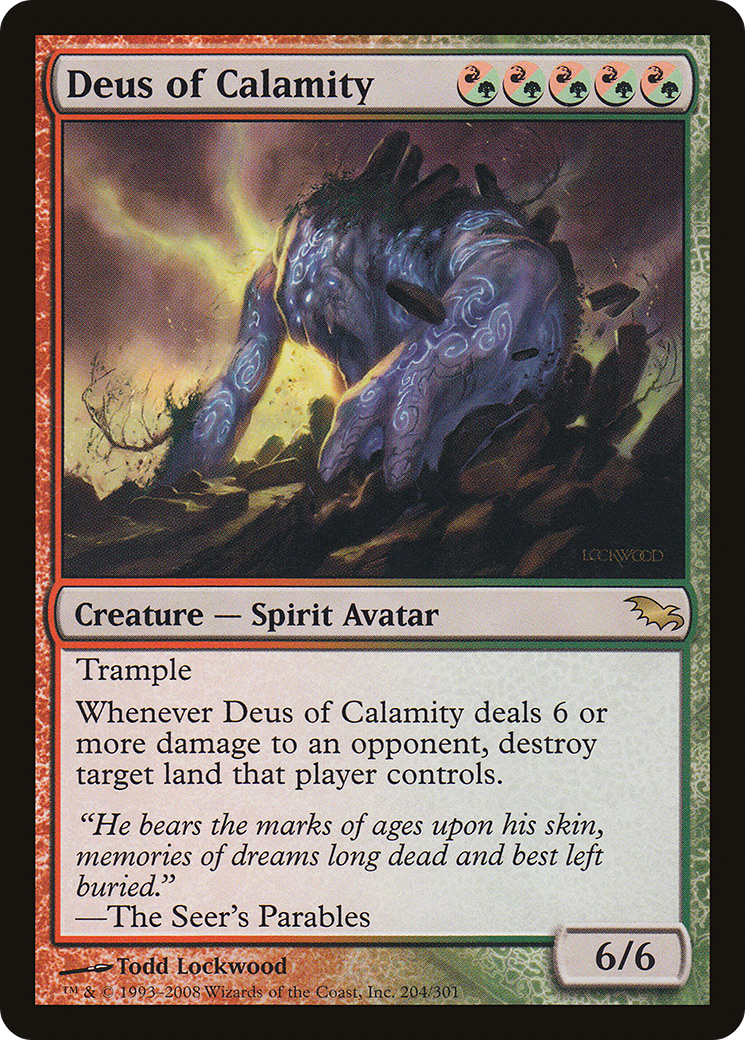 Deus of Calamity
LOCKWOOD
Creature — Spirit Avatar
Trample
Whenever Deus of Calamity deals 6 or
more damage to an opponent, destroy
target land that player controls.
“He bears the marks of ages upon his skin,
memories of dreams long dead and best left
buried.”
—The Seer’s Parables
6/6
Todd Lockwood
™ & © 1993–2008 Wizards of the Coast, Inc. 204/301